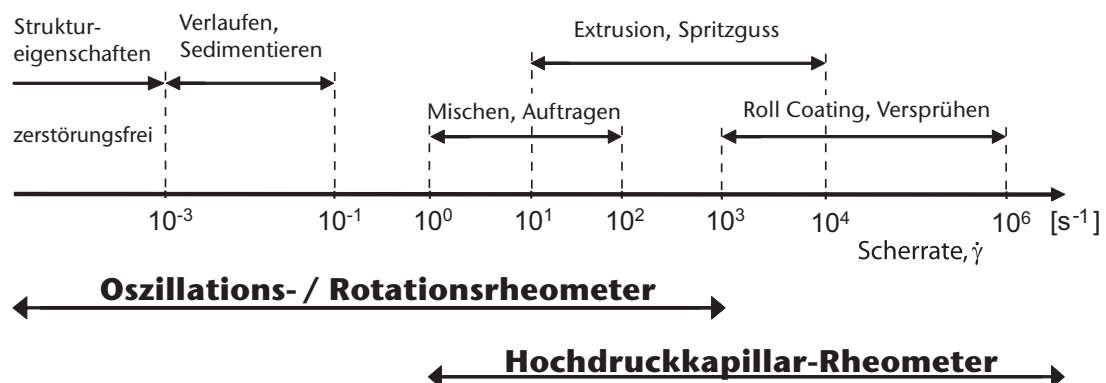 Struktur-
eigenschaften
Verlaufen,
Sedimentieren
Extrusion, Spritzguss
zerstörungsfrei
Mischen, Auftragen
Roll Coating, Versprühen
10⁻³ 10⁻¹ 10⁰ 10¹ 10² 10³ 10⁴ 10⁶ [s⁻¹]
Scherrate, γ̇
Oszillations- / Rotationsrheometer
Hochdruckkapillar-Rheometer